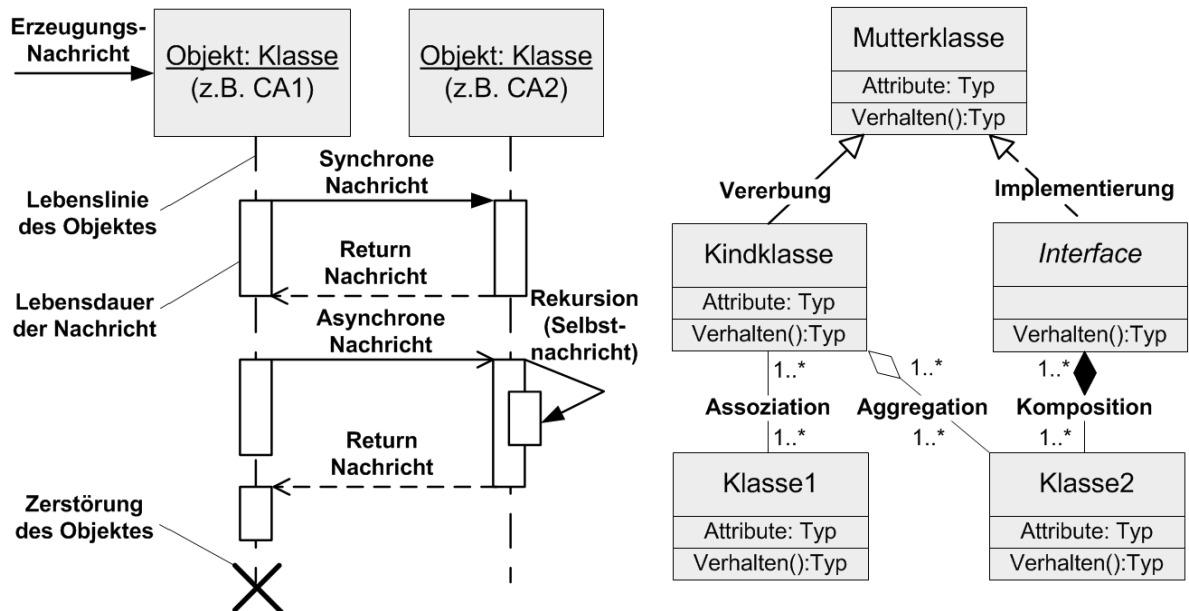 Erzeugungs-
Nachricht
Objekt: Klasse
(z.B. CA1)
Objekt: Klasse
(z.B. CA2)
Lebenslinie
des Objektes
Synchrone
Nachricht
Return
Nachricht
Lebensdauer
der Nachricht
Asynchrone
Nachricht
Rekursion
(Selbst-
nachricht)
Return
Nachricht
Zerstörung
des Objektes
Mutterklasse
Attribute: Typ
Verhalten():Typ
Vererbung
Implementierung
Kindklasse
Attribute: Typ
Verhalten():Typ
Interface
Verhalten():Typ
1..*
1..*
1..*
Assoziation
Aggregation
Komposition
1..*
1..*
1..*
Klasse1
Attribute: Typ
Verhalten():Typ
Klasse2
Attribute: Typ
Verhalten():Typ